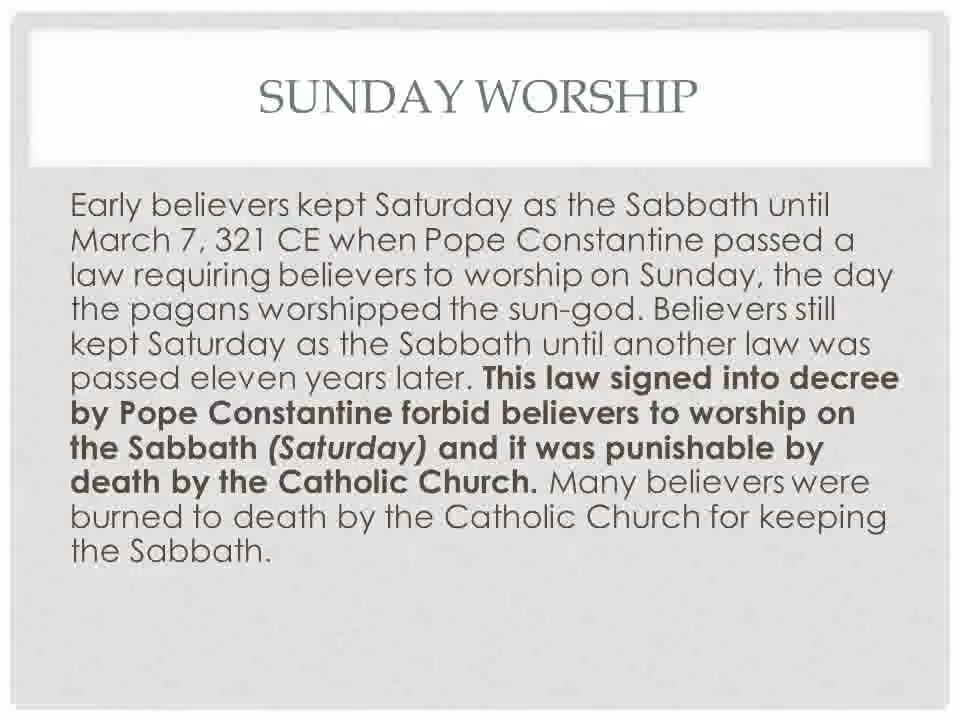 SUNDAY WORSHIP
Early believers kept Saturday as the Sabbath until
March 7, 321 CE when Pope Constantine passed a
law requiring believers to worship on Sunday, the day
the pagans worshipped the sun-god. Believers still
kept Saturday as the Sabbath until another law was
passed eleven years later. This law signed into decree
by Pope Constantine forbid believers to worship on
the Sabbath (Saturday) and it was punishable by
death by the Catholic Church. Many believers were
burned to death by the Catholic Church for keeping
the Sabbath.